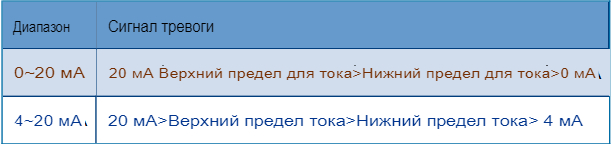 Диапазон Сигнал тревоги
0~20 мА 20 мА Верхний предел для тока>Нижний предел для тока>0 мА
4~20 мА 20 мА>Верхний предел тока>Нижний предел тока> 4 мА